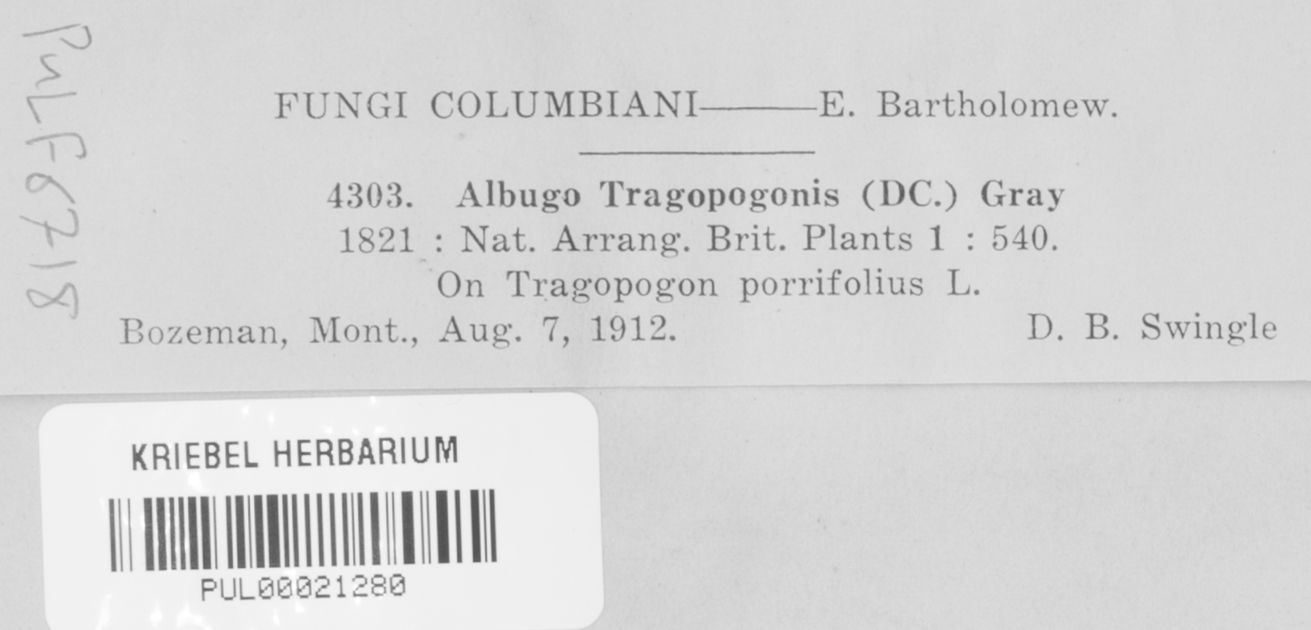 PUL F6718
FUNGI COLUMBIANI——E. Bartholomew.
4303. Albugo Tragopogonis (DC.) Gray
1821 : Nat. Arrang. Brit. Plants 1 : 540.
On Tragopogon porrifolius L.
Bozeman, Mont., Aug. 7, 1912. D. B. Swingle
KRIEBEL HERBARIUM
PUL00021280